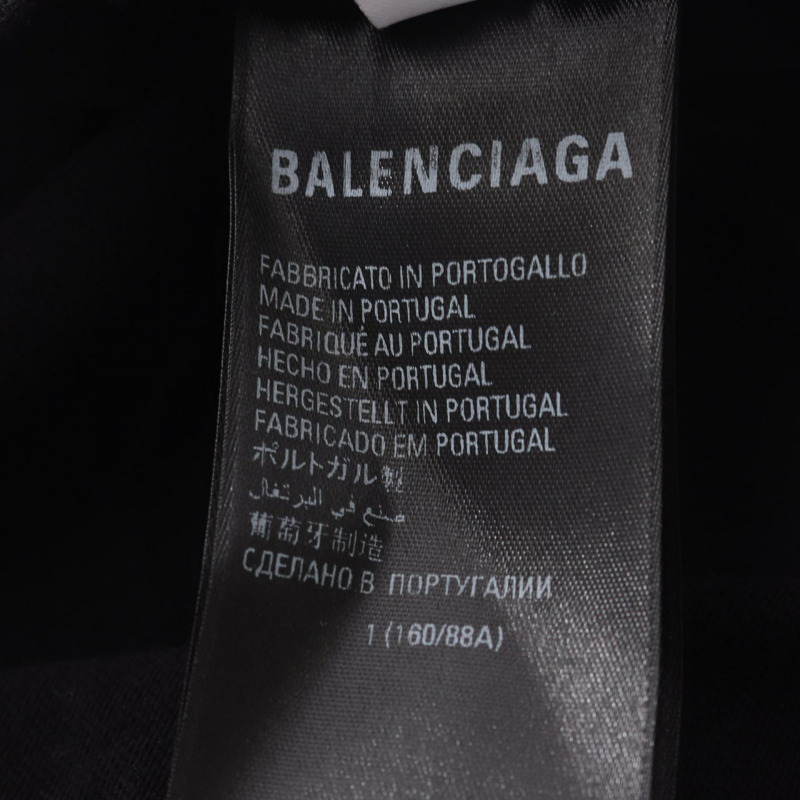 BALENCIAGA
FABBRICATO IN PORTOGALLO
MADE IN PORTUGAL
FABRIQUÉ AU PORTUGAL
HECHO EN PORTUGAL
HERGESTELLT IN PORTUGAL
FABRICADO EM PORTUGAL
ポルトガル製
صنع في البرتغال
葡萄牙制造
СДЕЛАНО В ПОРТУГАЛИИ
1 (160/88A)